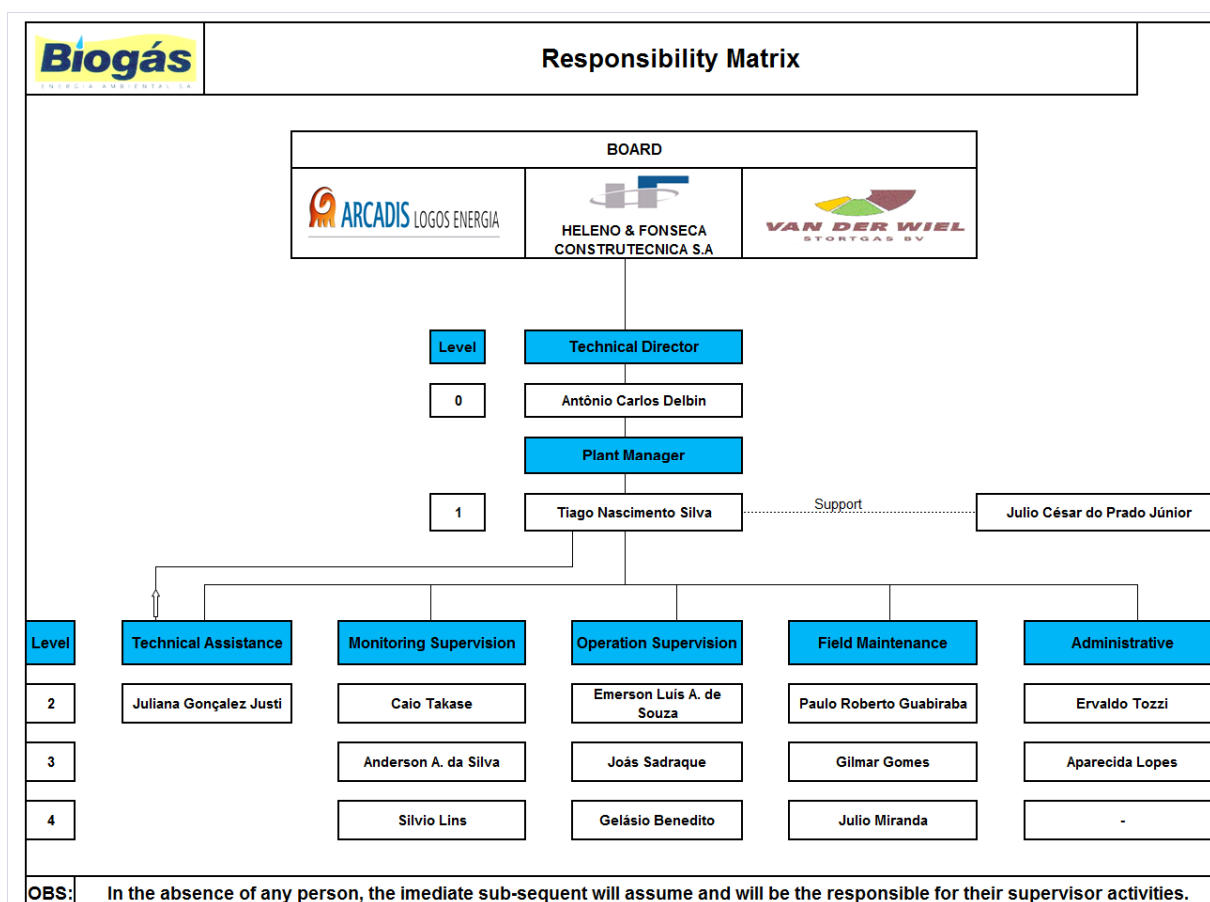 Biogás
ENERGIA AMBIENTAL SA
Responsibility Matrix
BOARD
ARCADIS LOGOS ENERGIA
HELENO & FONSECA
CONSTRUTECNICA S.A
VAN DER WIEL
STORTGAS BV
Level
Technical Director
0
Antônio Carlos Delbin
Plant Manager
1
Tiago Nascimento Silva
Support
Julio César do Prado Júnior
Level
Technical Assistance
Monitoring Supervision
Operation Supervision
Field Maintenance
Administrative
2
Juliana Gonçalez Justi
Caio Takase
Emerson Luís A. de
Souza
Paulo Roberto Guabiraba
Ervaldo Tozzi
3
Anderson A. da Silva
Joás Sadraque
Gilmar Gomes
Aparecida Lopes
4
Silvio Lins
Gelásio Benedito
Julio Miranda
-
OBS: In the absence of any person, the imediate sub-sequent will assume and will be the responsible for their supervisor activities.